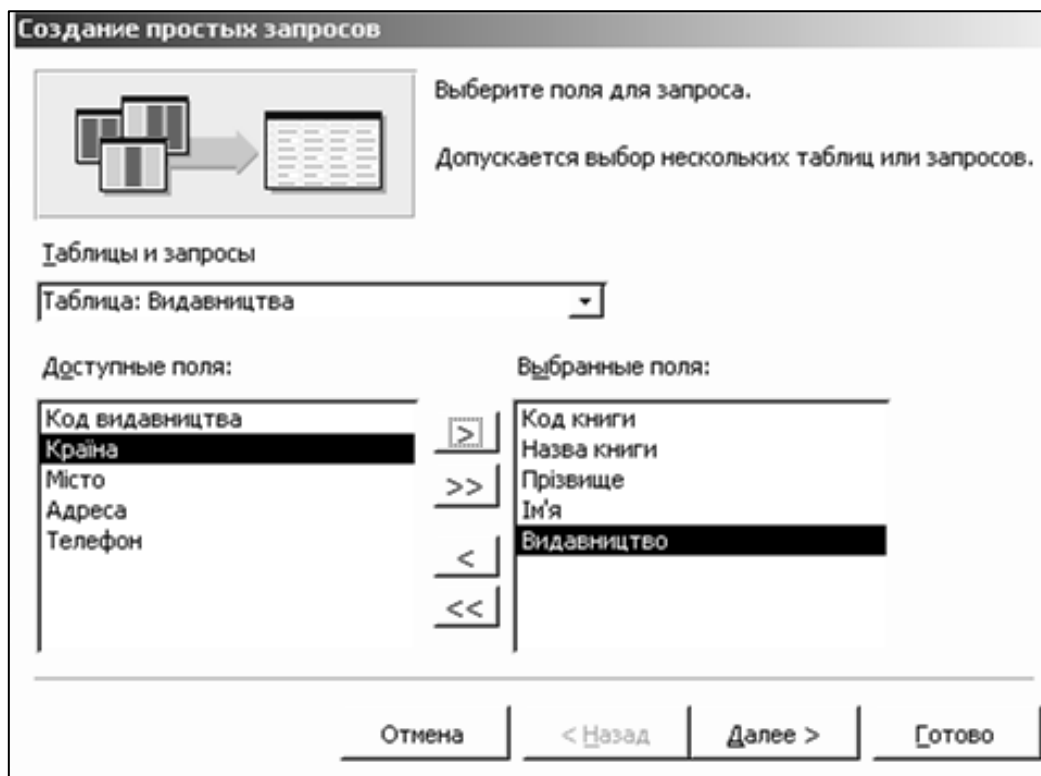 Создание простых запросов
Выберите поля для запроса.
Допускается выбор нескольких таблиц или запросов.
Таблицы и запросы
Таблица: Видавництва
Доступные поля:
Код видавництва
Країна
Місто
Адреса
Телефон
>
>>
<
<<
Выбранные поля:
Код книги
Назва книги
Прізвище
Ім'я
Видавництво
Отмена
< Назад
Далее >
Готово